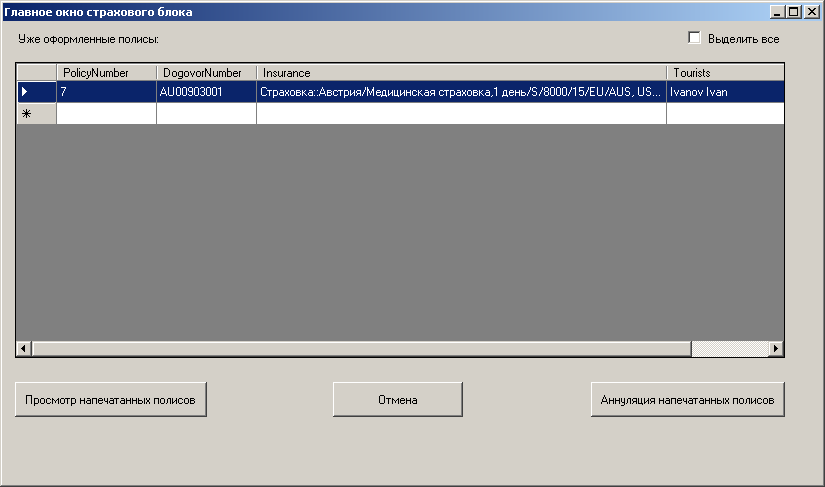 Главное окно страхового блока
Уже оформленные полисы:
Выделить все
PolicyNumber DogovorNumber Insurance Tourists
7 AU00903001 Страховка::Австрия/Медицинская страховка,1 день/S/8000/15/EU/AUS, US... Ivanov Ivan
Просмотр напечатанных полисов
Отмена
Аннуляция напечатанных полисов